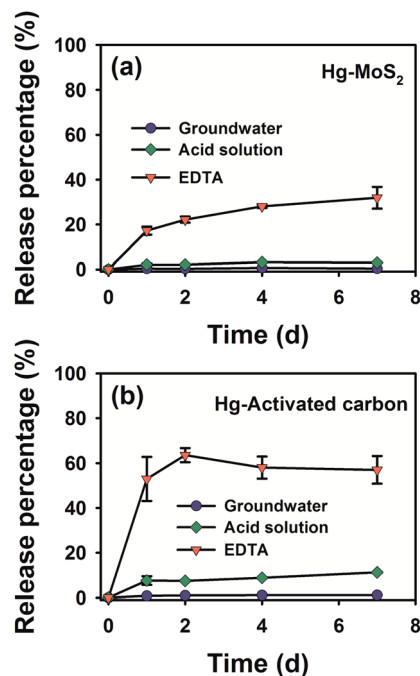 100
(a)
Hg-MoS2
80
Groundwater
60
Acid solution
EDTA
40
20
0
0 2 4 6 8
Release percentage (%)
Time (d)
100
(b)
Hg-Activated carbon
80
60
Groundwater
40
Acid solution
EDTA
20
0
0 2 4 6 8
Release percentage (%)
Time (d)